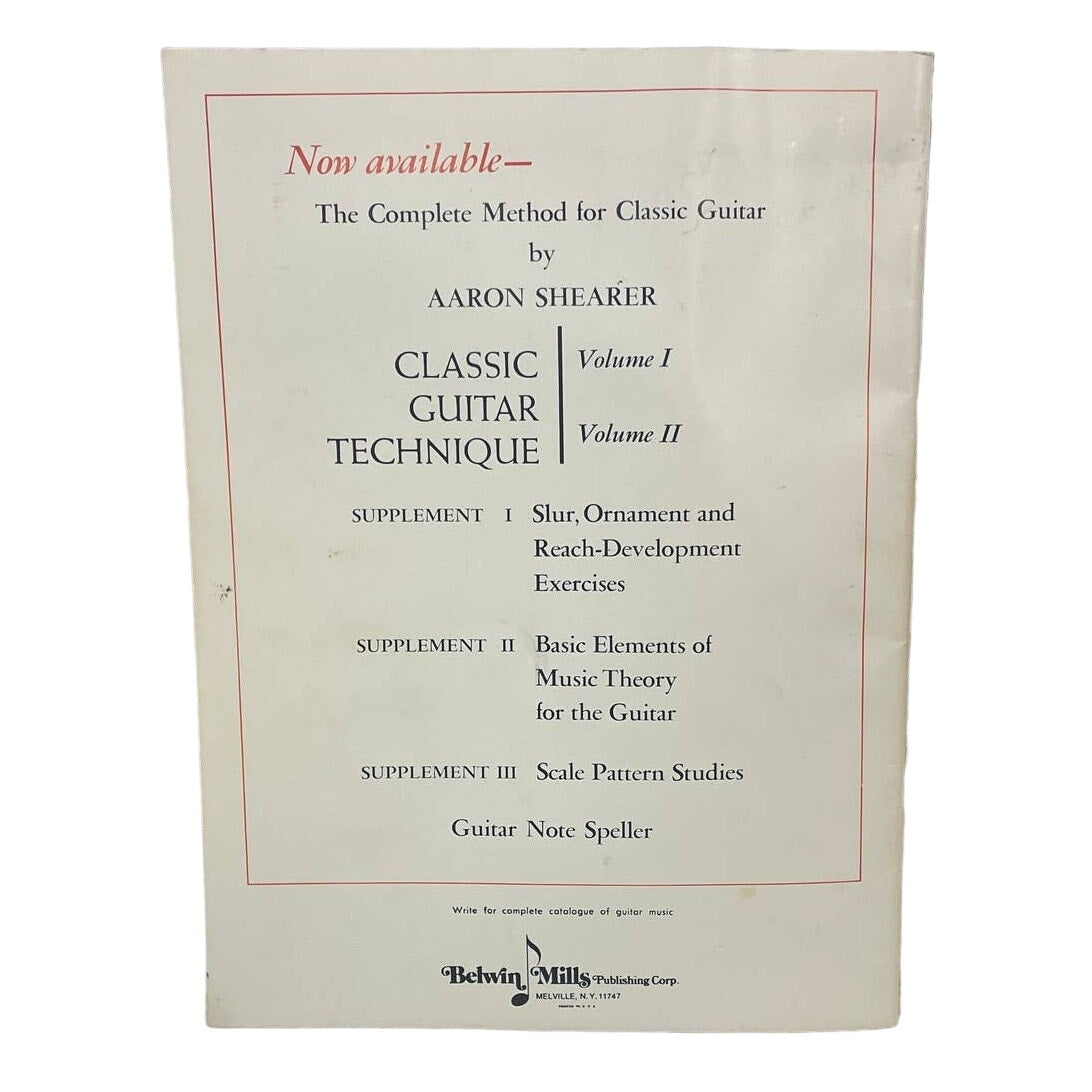 Now available—
The Complete Method for Classic Guitar
by
AARON SHEARER
CLASSIC
GUITAR
TECHNIQUE
Volume I
Volume II
SUPPLEMENT I Slur, Ornament and
Reach-Development
Exercises
SUPPLEMENT II Basic Elements of
Music Theory
for the Guitar
SUPPLEMENT III Scale Pattern Studies
Guitar Note Speller
Write for complete catalogue of guitar music
Belwin Mills Publishing Corp.
MELVILLE, N.Y. 11747
PRINTED IN U. S. A.